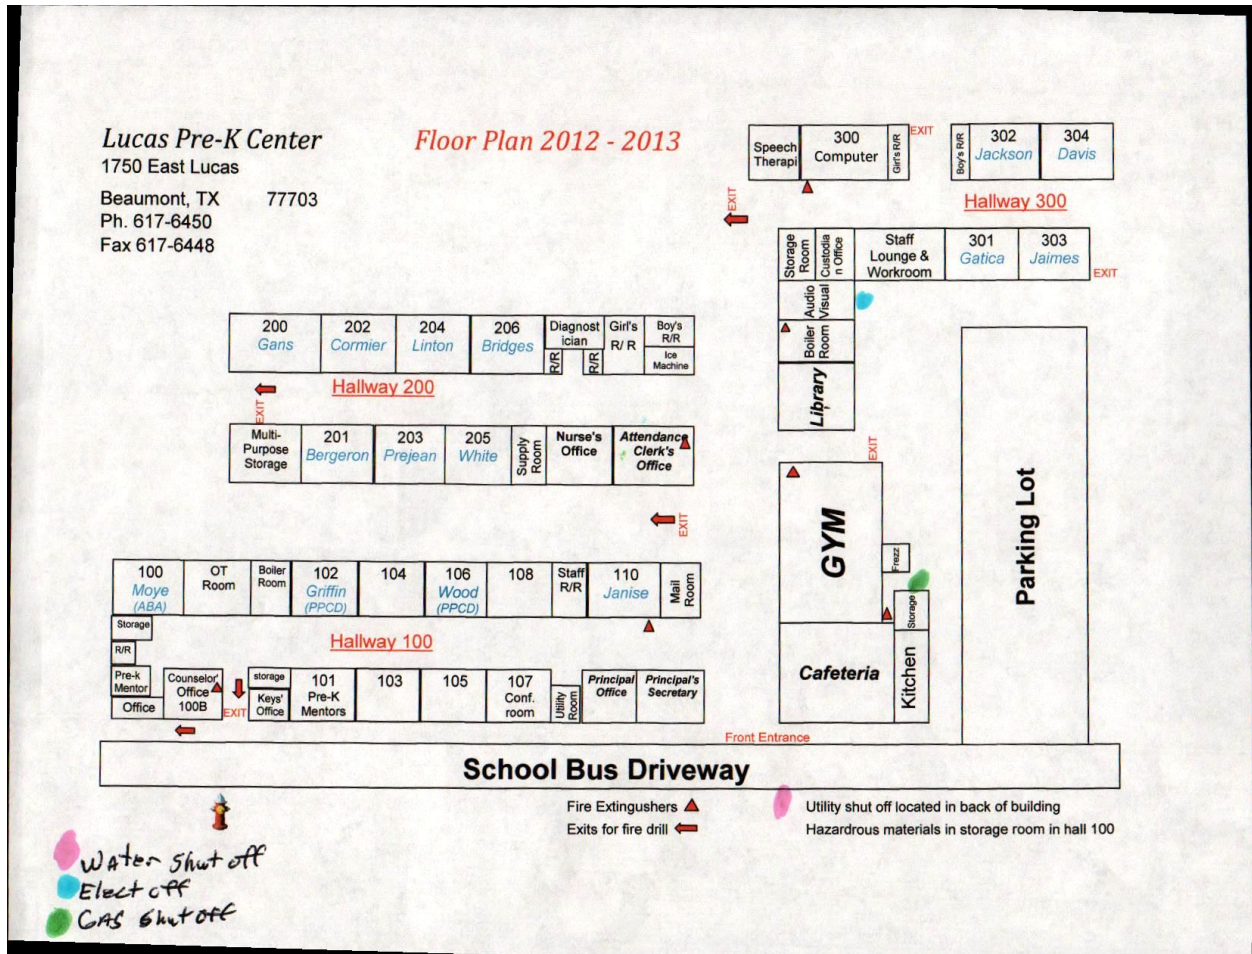 Lucas Pre-K Center
1750 East Lucas
Beaumont, TX 77703
Ph. 617-6450
Fax 617-6448
Floor Plan 2012 - 2013
Speech Therapi
300 Computer
Girl's R/R
EXIT
Boy's R/R
302 Jackson
304 Davis
EXIT
Hallway 300
Storage Room
Custodia n Office
Staff Lounge & Workroom
301 Gatica
303 Jaimes
EXIT
Audio Visual
Boiler Room
Library
200 Gans
202 Cormier
204 Linton
206 Bridges
Diagnost ician
R/R
R/R
Girl's R/ R
Boy's R/R
Ice Machine
Hallway 200
EXIT
Multi-Purpose Storage
201 Bergeron
203 Prejean
205 White
Supply Room
Nurse's Office
Attendance Clerk's Office
EXIT
EXIT
GYM
Frezz
Storage
Cafeteria
Kitchen
Parking Lot
100 Moye (ABA)
OT Room
Boiler Room
102 Griffin (PPCD)
104
106 Wood (PPCD)
108
Staff R/R
110 Janise
Mail Room
Storage
R/R
Pre-k Mentor
Office
Hallway 100
Counselor' Office 100B
EXIT
storage
Keys' Office
101 Pre-K Mentors
103
105
107 Conf. room
Utility Room
Principal Office
Principal's Secretary
Front Entrance
School Bus Driveway
Fire Extingushers
Exits for fire drill
Utility shut off located in back of building
Hazardrous materials in storage room in hall 100
Water shut off
Elect off
GAS shut off